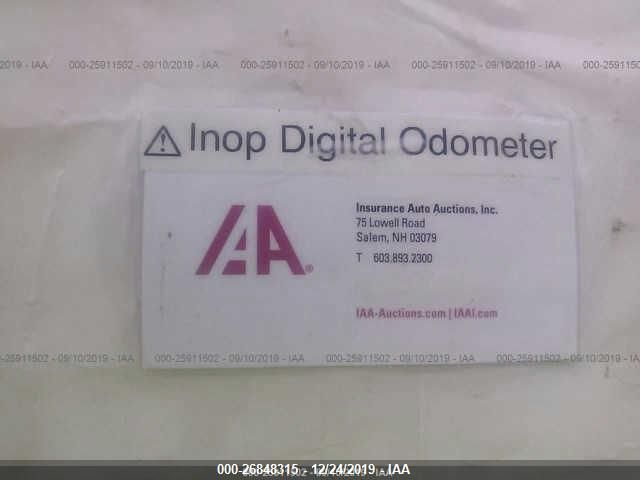 000-25911502 - 09/10/2019 - IAA
000-25911502 - 09/10/2019 - IAA
000-25911502 - 09/10/2019 - IAA
000-25911502
Inop Digital Odometer
IAA®
Insurance Auto Auctions, Inc.
75 Lowell Road
Salem, NH 03079
T 603.893.2300
IAA-Auctions.com | IAAI.com
-25911502 - 09/10/2019 - IAA
000-25911502 - 09/10/2019 - IAA
000-25911502 - 09/10/2019 - IAA
000-25911502 - 09/10/2019 - IAA
000-26848315 - 12/24/2019 - IAA
000-25911502 - 09/10/2019 - IAA